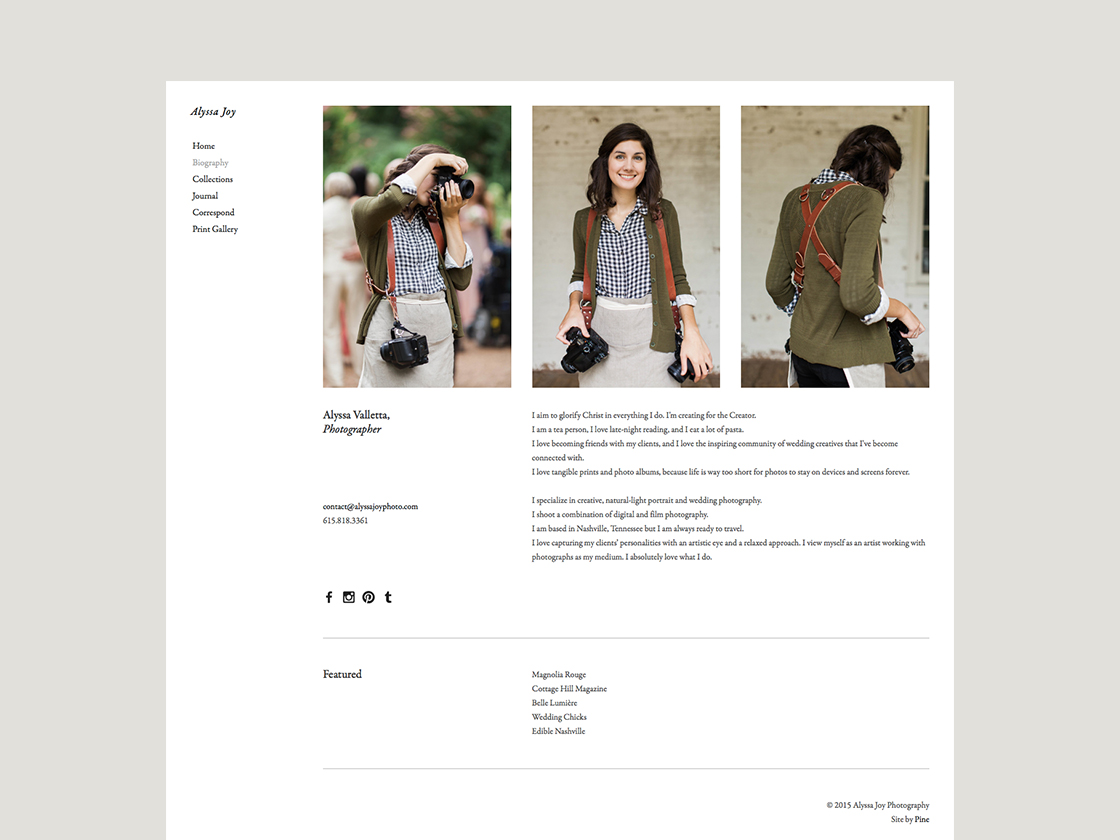 Alyssa Joy
Home
Biography
Collections
Journal
Correspond
Print Gallery
Alyssa Valletta,
Photographer
contact@alyssajoyphoto.com
615.818.3361
I aim to glorify Christ in everything I do. I'm creating for the Creator.
I am a tea person, I love late-night reading, and I eat a lot of pasta.
I love becoming friends with my clients, and I love the inspiring community of wedding creatives that I've become
connected with.
I love tangible prints and photo albums, because life is way too short for photos to stay on devices and screens forever.
I specialize in creative, natural-light portrait and wedding photography.
I shoot a combination of digital and film photography.
I am based in Nashville, Tennessee but I am always ready to travel.
I love capturing my clients' personalities with an artistic eye and a relaxed approach. I view myself as an artist working with
photographs as my medium. I absolutely love what I do.
Featured
Magnolia Rouge
Cottage Hill Magazine
Belle Lumière
Wedding Chicks
Edible Nashville
© 2015 Alyssa Joy Photography
Site by Pine